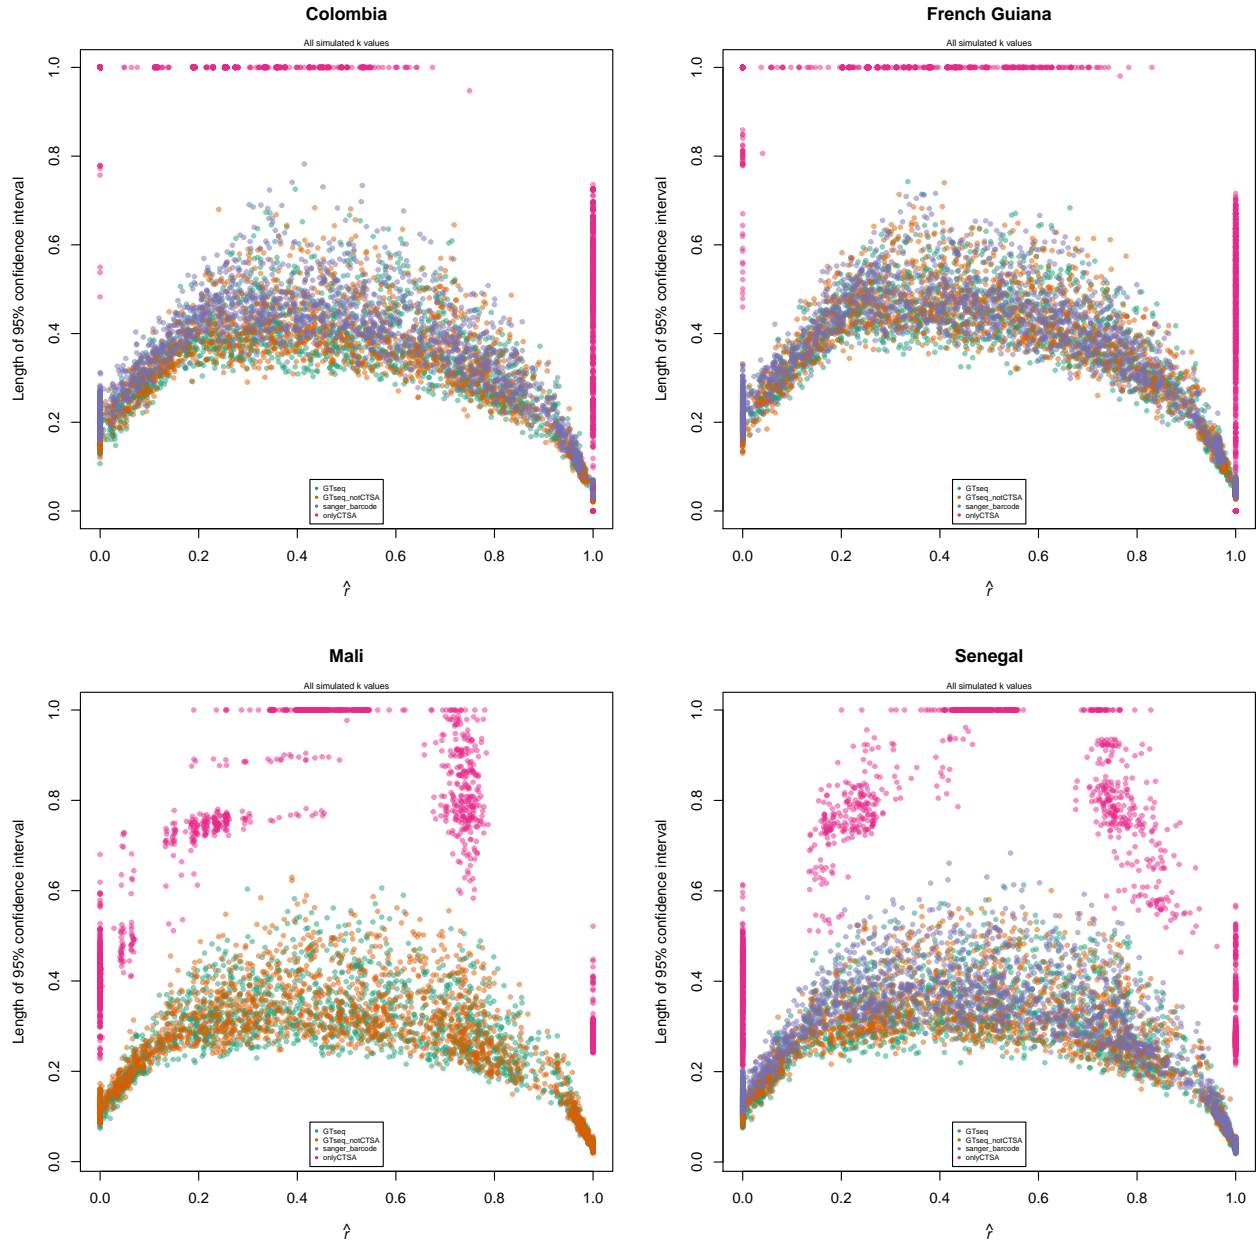 Colombia
All simulated k values
Length of 95% confidence interval
1.0
0.8
0.6
0.4
0.2
0.0
GTseq
GTseq_notCTSA
sanger_barcode
onlyCTSA
0.0 0.2 0.4 0.6 0.8 1.0
r̂
French Guiana
All simulated k values
Length of 95% confidence interval
1.0
0.8
0.6
0.4
0.2
0.0
GTseq
GTseq_notCTSA
sanger_barcode
onlyCTSA
0.0 0.2 0.4 0.6 0.8 1.0
r̂
Mali
All simulated k values
Length of 95% confidence interval
1.0
0.8
0.6
0.4
0.2
0.0
GTseq
GTseq_notCTSA
sanger_barcode
onlyCTSA
0.0 0.2 0.4 0.6 0.8 1.0
r̂
Senegal
All simulated k values
Length of 95% confidence interval
1.0
0.8
0.6
0.4
0.2
0.0
GTseq
GTseq_notCTSA
sanger_barcode
onlyCTSA
0.0 0.2 0.4 0.6 0.8 1.0
r̂